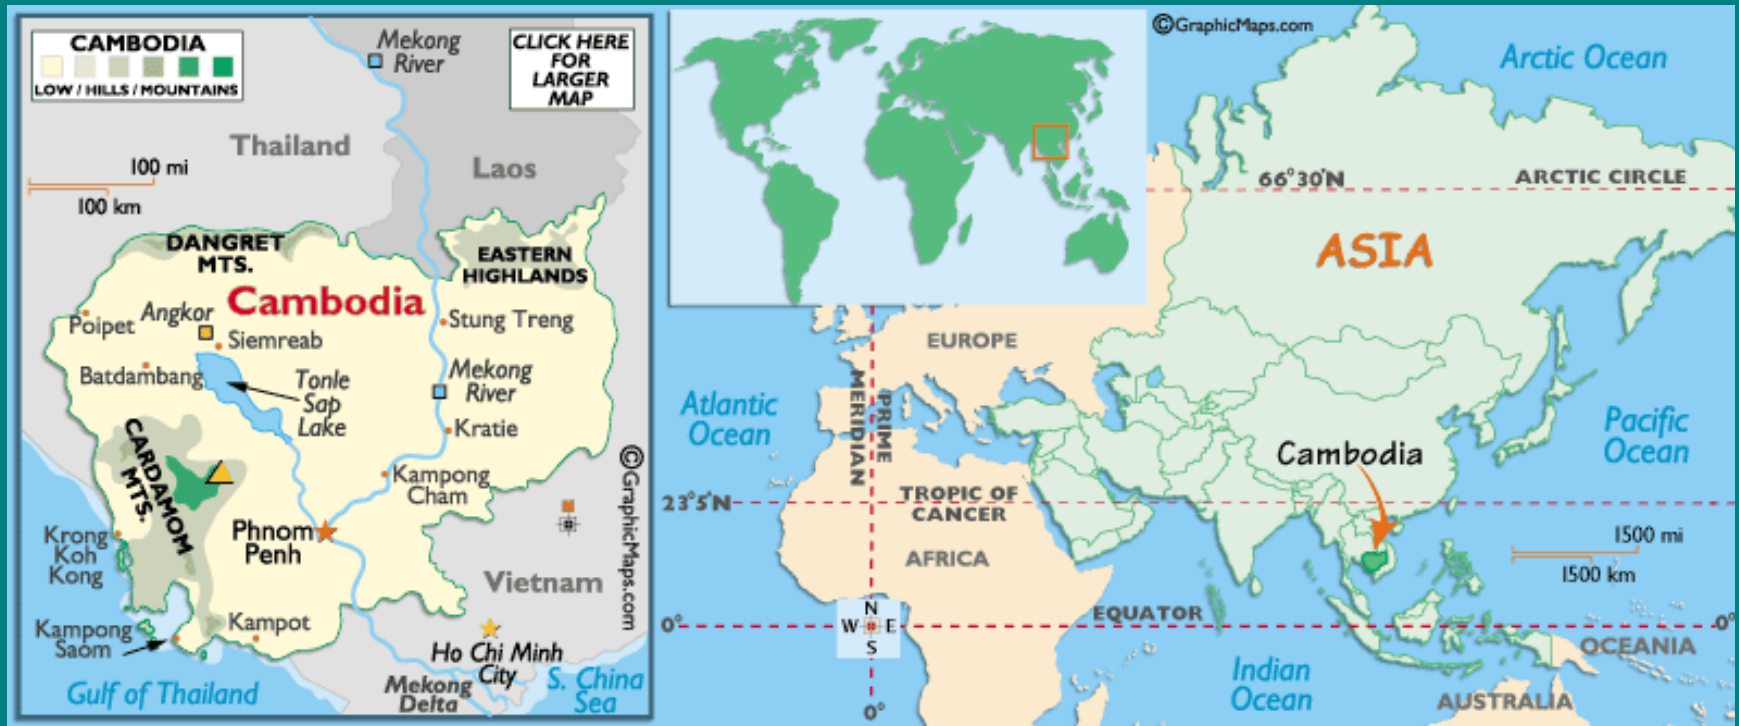 CAMBODIA
LOW / HILLS / MOUNTAINS
Mekong
River
CLICK HERE
FOR
LARGER
MAP
Thailand
Laos
100 mi
100 km
DANGRET
MTS.
EASTERN
HIGHLANDS
Cambodia
Angkor
Poipet
Siemreab
Stung Treng
Batdambang
Tonle
Sap
Lake
Mekong
River
Kratie
CARDAMOM
MTS.
Kampong
Cham
©GraphicMaps.com
N
Phnom
Penh
Krong
Koh
Kong
Vietnam
Kampot
Kampong
Saom
Ho Chi Minh
City
Gulf of Thailand
Mekong
Delta
S. China
Sea
©GraphicMaps.com
Arctic Ocean
66°30'N
ARCTIC CIRCLE
ASIA
EUROPE
Atlantic
Ocean
PRIME
MERIDIAN
Pacific
Ocean
Cambodia
23°5'N
TROPIC OF
CANCER
AFRICA
1500 mi
1500 km
EQUATOR
N
W E
S
0°
0°
OCEANIA
Indian
Ocean
AUSTRALIA
0°